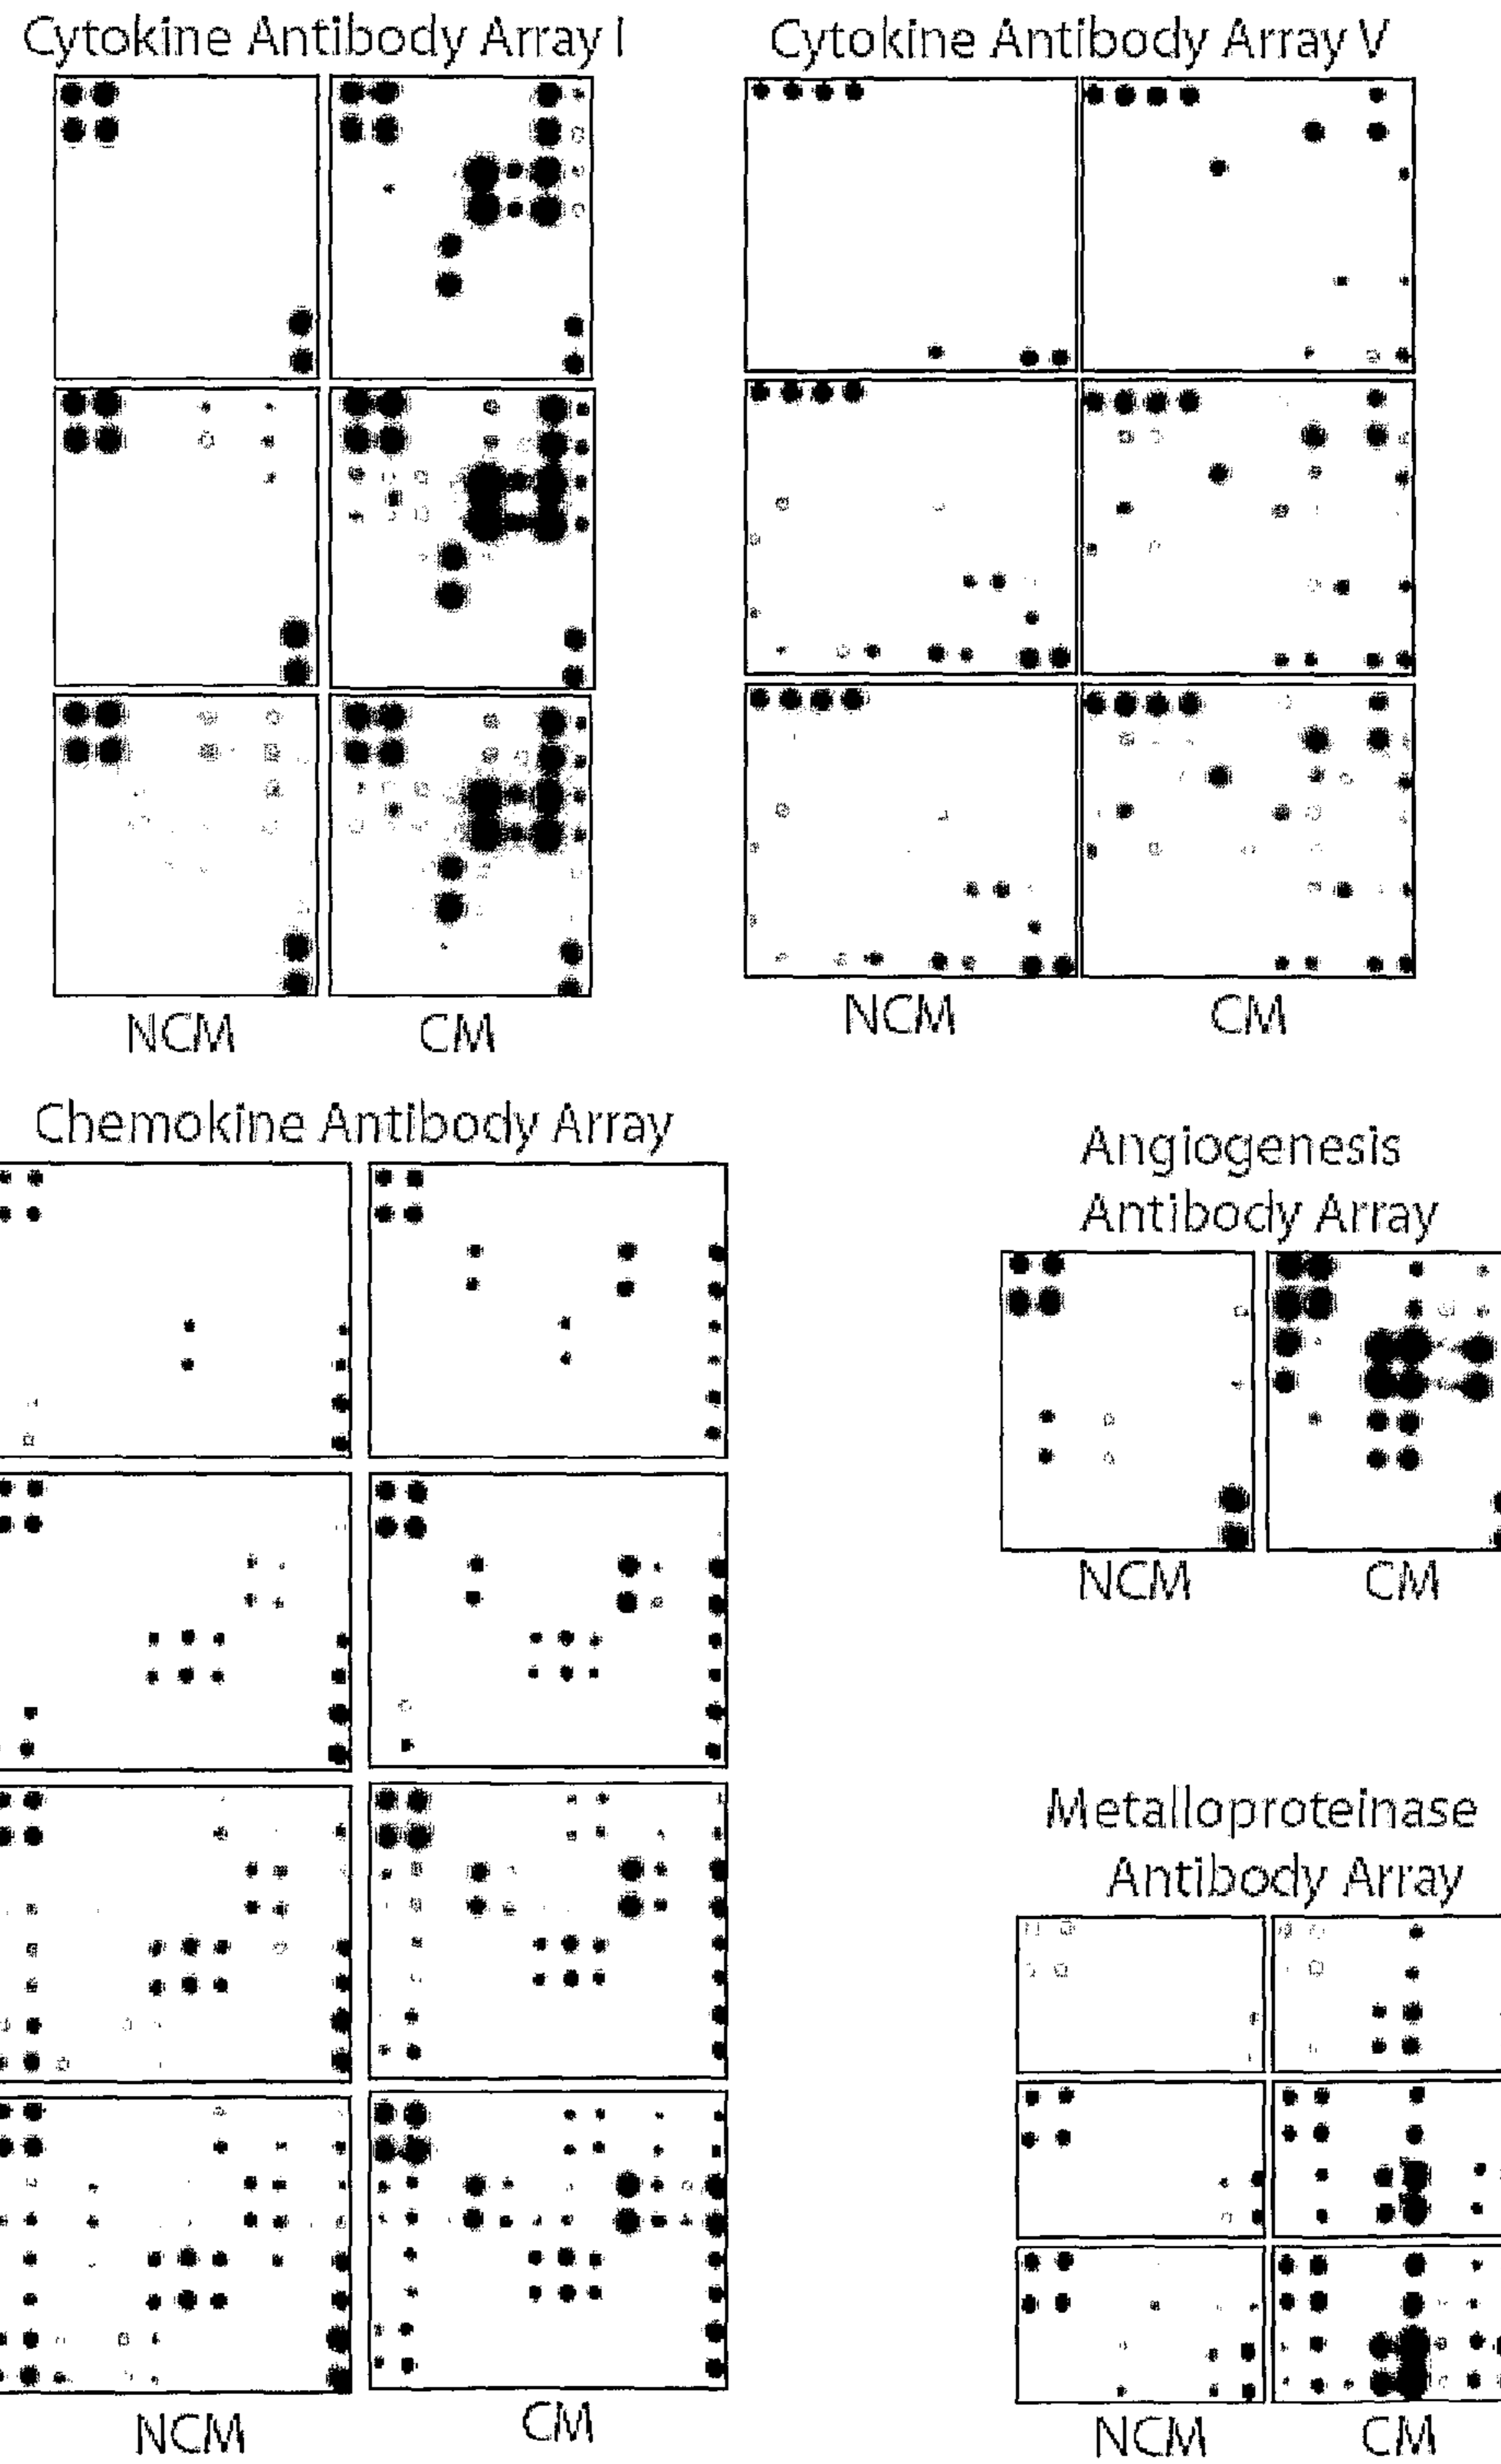 Cytokine Antibody Array I
Cytokine Antibody Array V
NCM
CM
NCM
CM
Chemokine Antibody Array
Angiogenesis
Antibody Array
NCM
CM
Metalloproteinase
Antibody Array
NCM
CM
NCM
CM